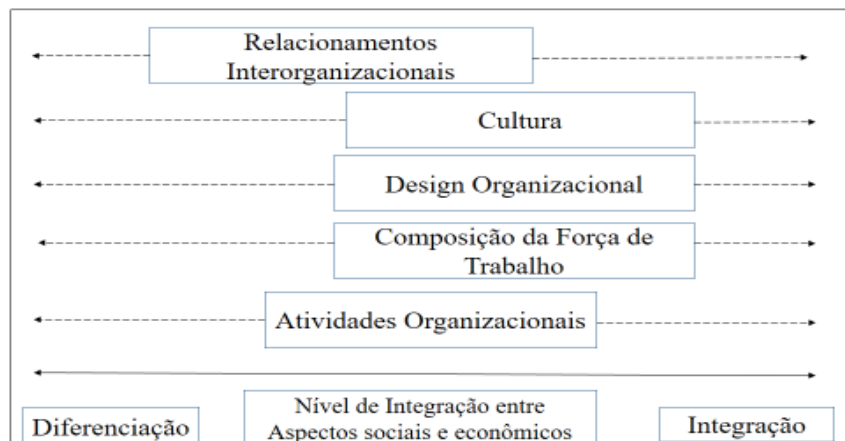 Relacionamentos
Interorganizacionais
Cultura
Design Organizacional
Composição da Força de
Trabalho
Atividades Organizacionais
Diferenciação
Nível de Integração entre
Aspectos sociais e econômicos
Integração